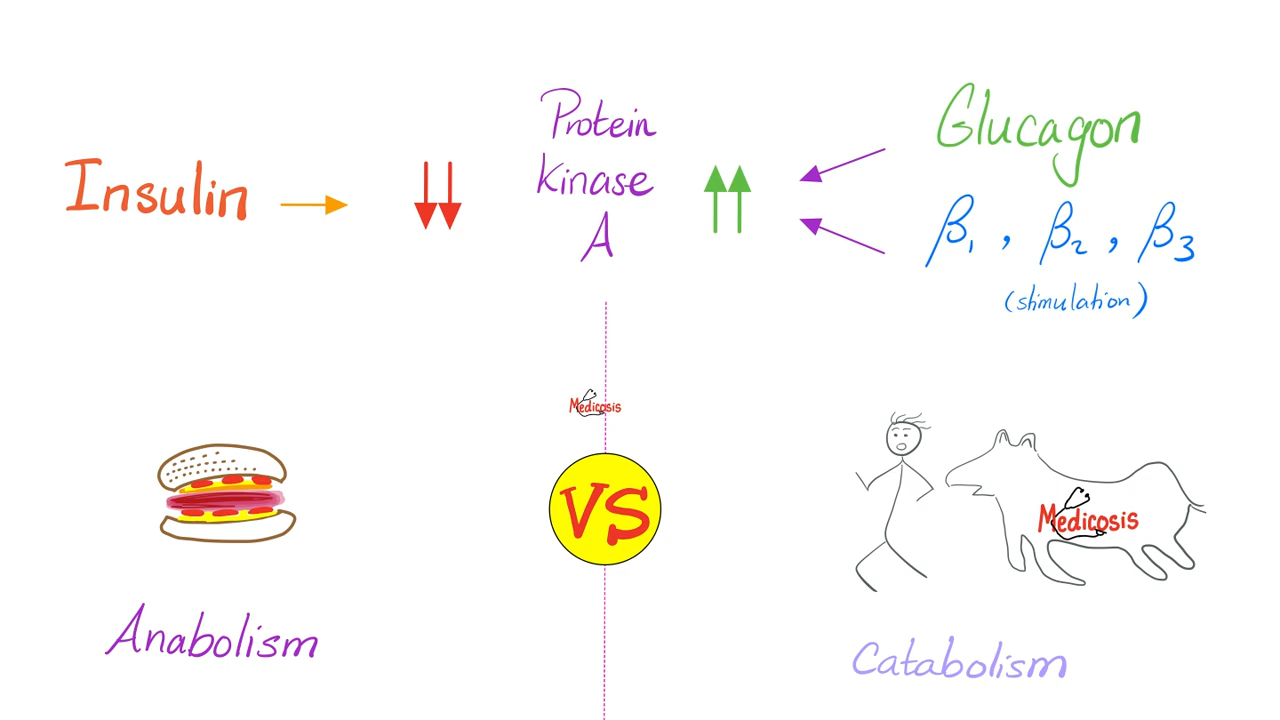 Insulin
Protein
kinase
A
Glucagon
β1, β2, β3
(stimulation)
Medicosis
VS
Medicosis
Anabolism
Catabolism